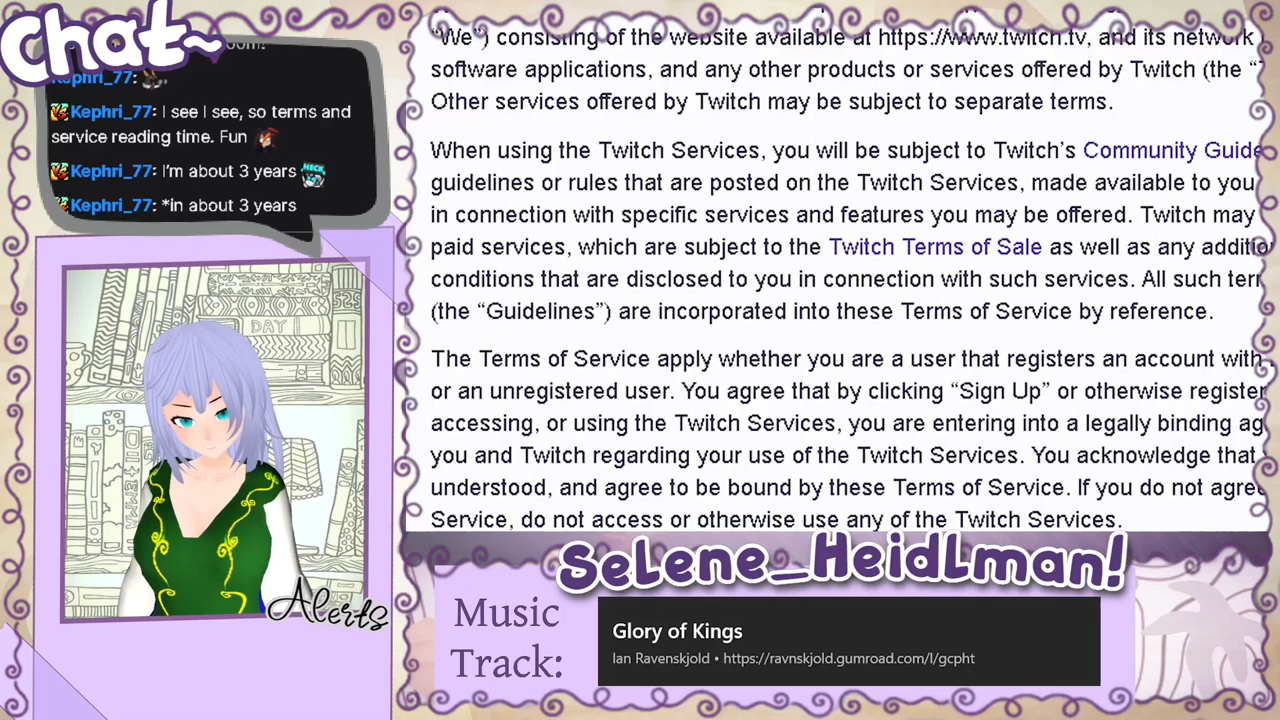 Chat~
Kephri_77:
Kephri_77: I see I see, so terms and
service reading time. Fun
Kephri_77: I'm about 3 years HECK
Kephri_77: *in about 3 years
DAY
Alerts
"We") consisting of the website available at https://www.twitch.tv, and its network
software applications, and any other products or services offered by Twitch (the "T
Other services offered by Twitch may be subject to separate terms.
When using the Twitch Services, you will be subject to Twitch's Community Guide
guidelines or rules that are posted on the Twitch Services, made available to you
in connection with specific services and features you may be offered. Twitch may
paid services, which are subject to the Twitch Terms of Sale as well as any additio
conditions that are disclosed to you in connection with such services. All such ter
(the "Guidelines") are incorporated into these Terms of Service by reference.
The Terms of Service apply whether you are a user that registers an account with
or an unregistered user. You agree that by clicking "Sign Up" or otherwise register
accessing, or using the Twitch Services, you are entering into a legally binding ag
you and Twitch regarding your use of the Twitch Services. You acknowledge that
understood, and agree to be bound by these Terms of Service. If you do not agree
Service, do not access or otherwise use any of the Twitch Services.
Selene_Heidlman!
Music
Track:
Glory of Kings
Ian Ravenskjold • https://ravnskjold.gumroad.com/l/gcpht